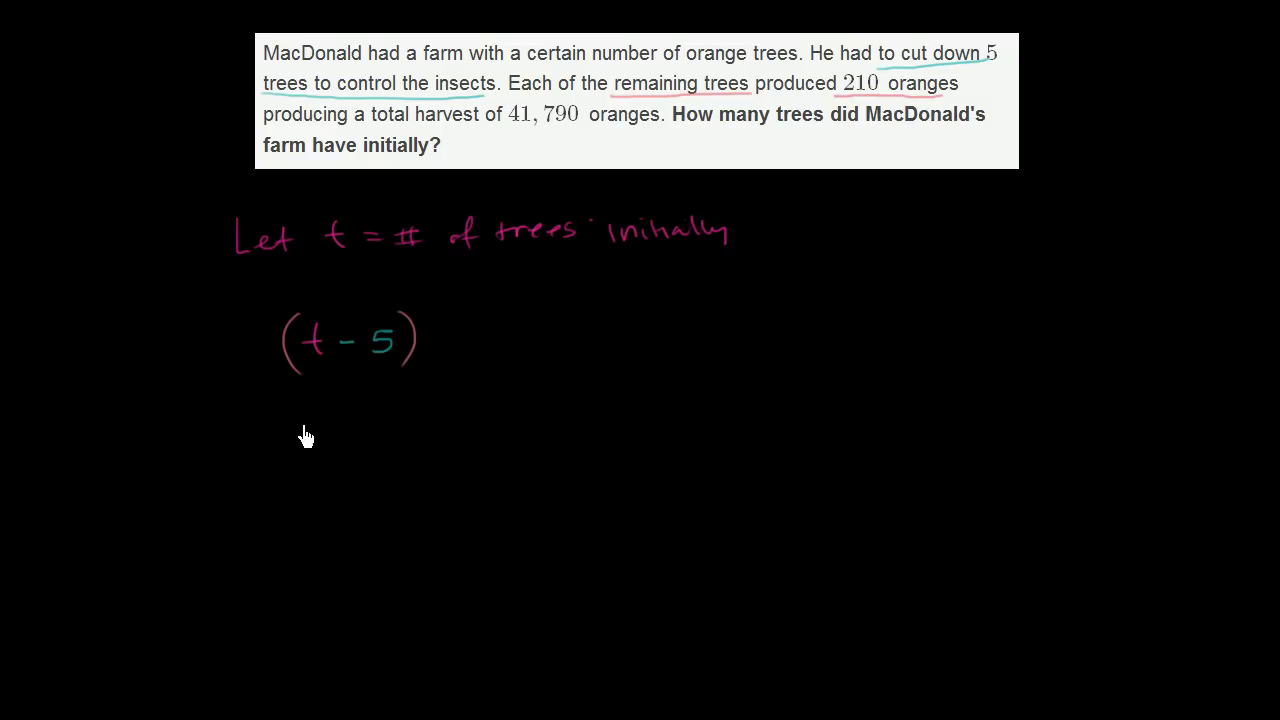 MacDonald had a farm with a certain number of orange trees. He had to cut down 5
trees to control the insects. Each of the remaining trees produced 210 oranges
producing a total harvest of 41,790 oranges. How many trees did MacDonald's
farm have initially?
Let t = # of trees initially
(t - 5)